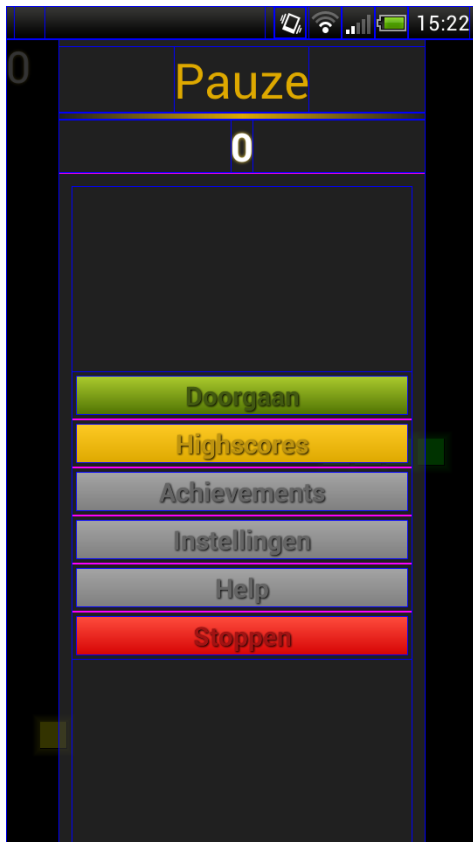 15:22
0
Pauze
0
Doorgaan
Highscores
Achievements
Instellingen
Help
Stoppen